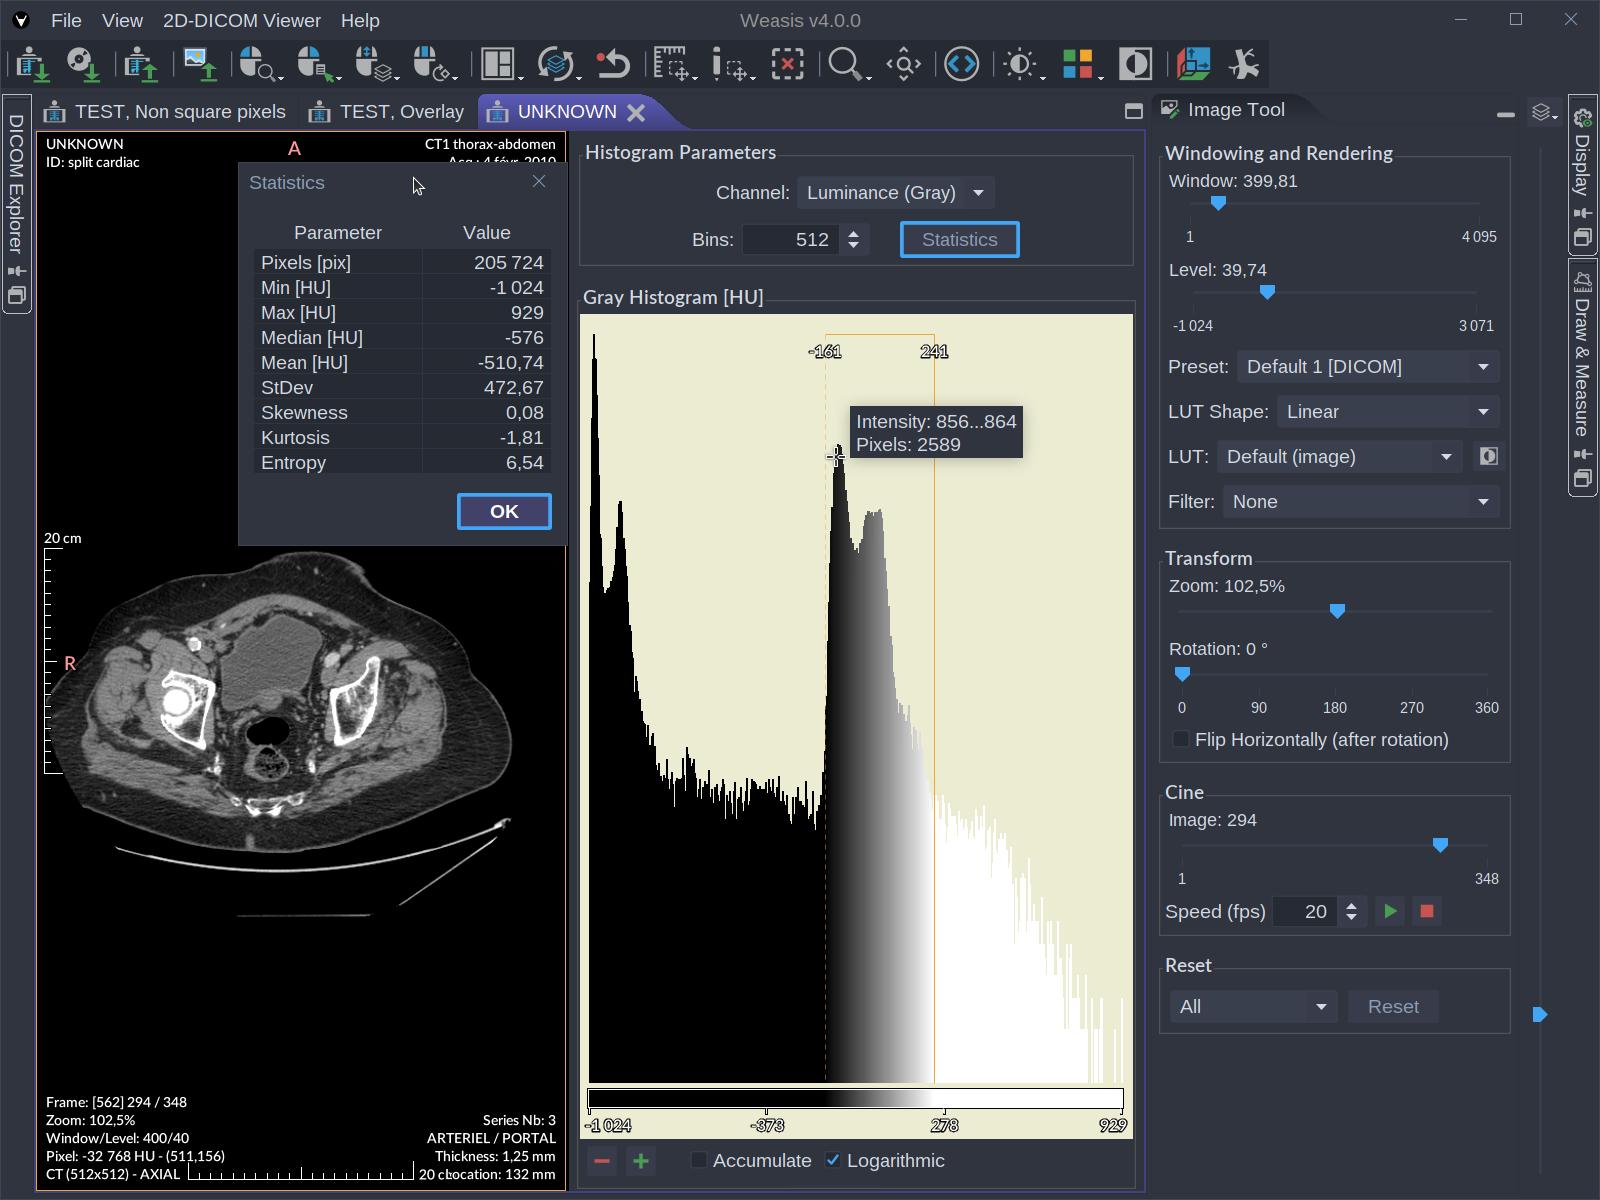 File View 2D-DICOM Viewer Help
Weasis v4.0.0
DICOM Explorer
TEST, Non square pixels
TEST, Overlay
UNKNOWN
UNKNOWN
ID: split cardiac
A
CT1 thorax-abdomen
Statistics
Parameter Value
Pixels [pix] 205 724
Min [HU] -1 024
Max [HU] 929
Median [HU] -576
Mean [HU] -510,74
StDev 472,67
Skewness 0,08
Kurtosis -1,81
Entropy 6,54
OK
20 cm
R
Frame: [562] 294 / 348
Zoom: 102,5%
Window/Level: 400/40
Pixel: -32 768 HU - (511,156)
CT (512x512) - AXIAL
Series Nb: 3
ARTERIEL / PORTAL
Thickness: 1,25 mm
Location: 132 mm
Histogram Parameters
Channel: Luminance (Gray)
Bins: 512
Statistics
Gray Histogram [HU]
-161 241
Intensity: 856...864
Pixels: 2589
-1 024 -373 278 929
Accumulate
Logarithmic
Image Tool
Windowing and Rendering
Window: 399,81
1 4 095
Level: 39,74
-1 024 3 071
Preset: Default 1 [DICOM]
LUT Shape: Linear
LUT: Default (image)
Filter: None
Transform
Zoom: 102,5%
Rotation: 0 °
0 90 180 270 360
Flip Horizontally (after rotation)
Cine
Image: 294
1 348
Speed (fps) 20
Reset
All
Reset
Display
Draw & Measure